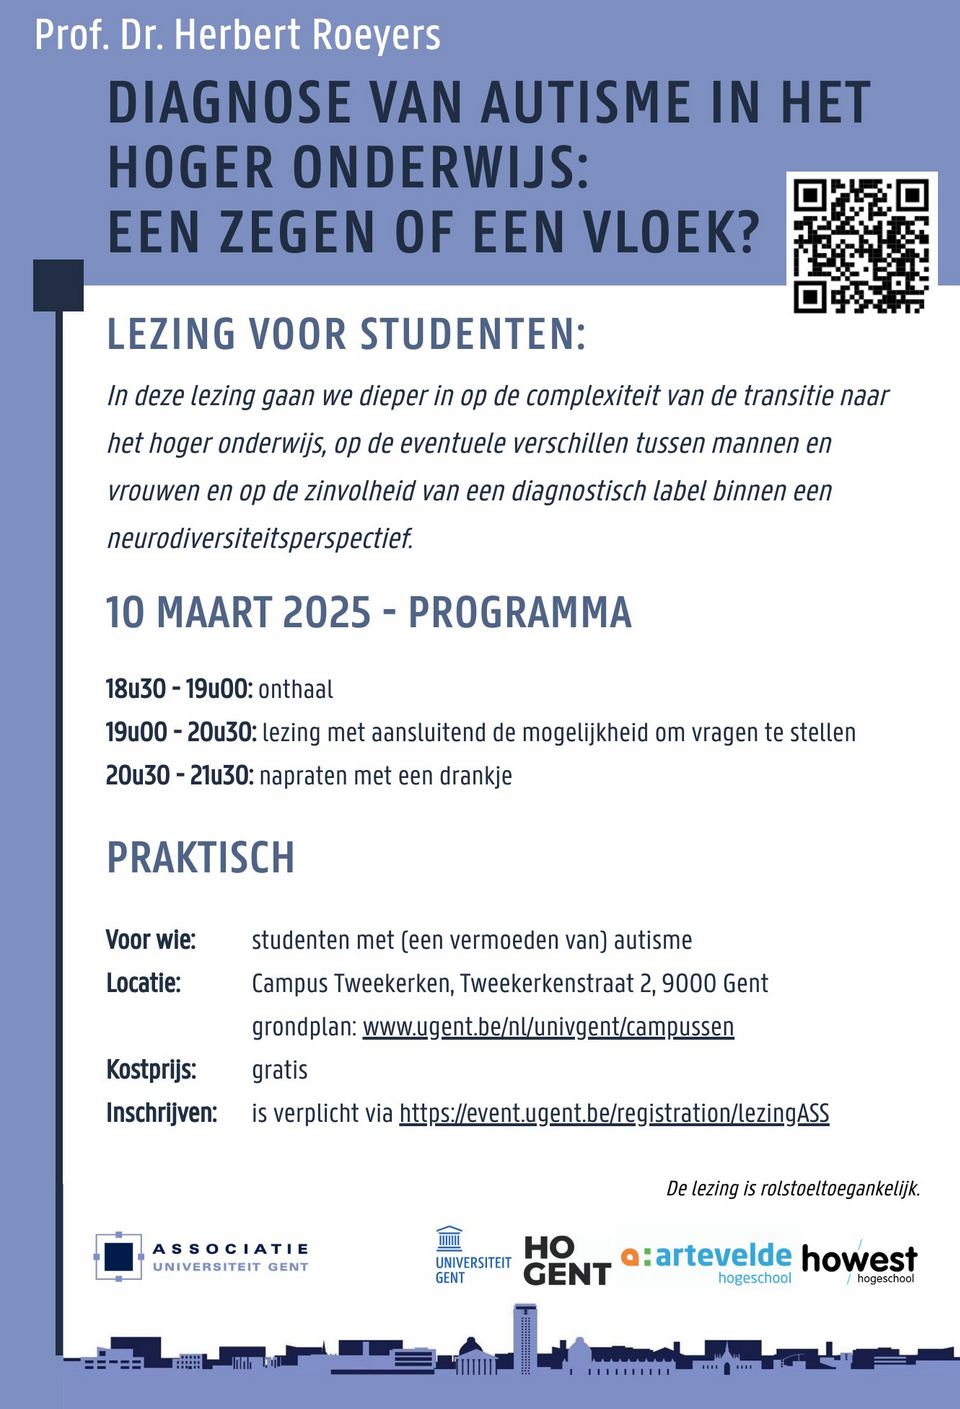 Prof. Dr. Herbert Roeyers
DIAGNOSE VAN AUTISME IN HET
HOGER ONDERWIJS:
EEN ZEGEN OF EEN VLOEK?
LEZING VOOR STUDENTEN:
In deze lezing gaan we dieper in op de complexiteit van de transitie naar
het hoger onderwijs, op de eventuele verschillen tussen mannen en
vrouwen en op de zinvolheid van een diagnostisch label binnen een
neurodiversiteitsperspectief.
10 MAART 2025 - PROGRAMMA
18u30 - 19u00: onthaal
19u00 - 20u30: lezing met aansluitend de mogelijkheid om vragen te stellen
20u30 - 21u30: napraten met een drankje
PRAKTISCH
Voor wie: studenten met (een vermoeden van) autisme
Locatie: Campus Tweekerken, Tweekerkenstraat 2, 9000 Gent
grondplan: www.ugent.be/nl/univgent/campussen
Kostprijs: gratis
Inschrijven: is verplicht via https://event.ugent.be/registration/lezingASS
De lezing is rolstoeltoegankelijk.
ASSOCIATIE
UNIVERSITEIT GENT
UNIVERSITEIT
GENT
HO
GENT
a:artevelde
hogeschool
howest
hogeschool